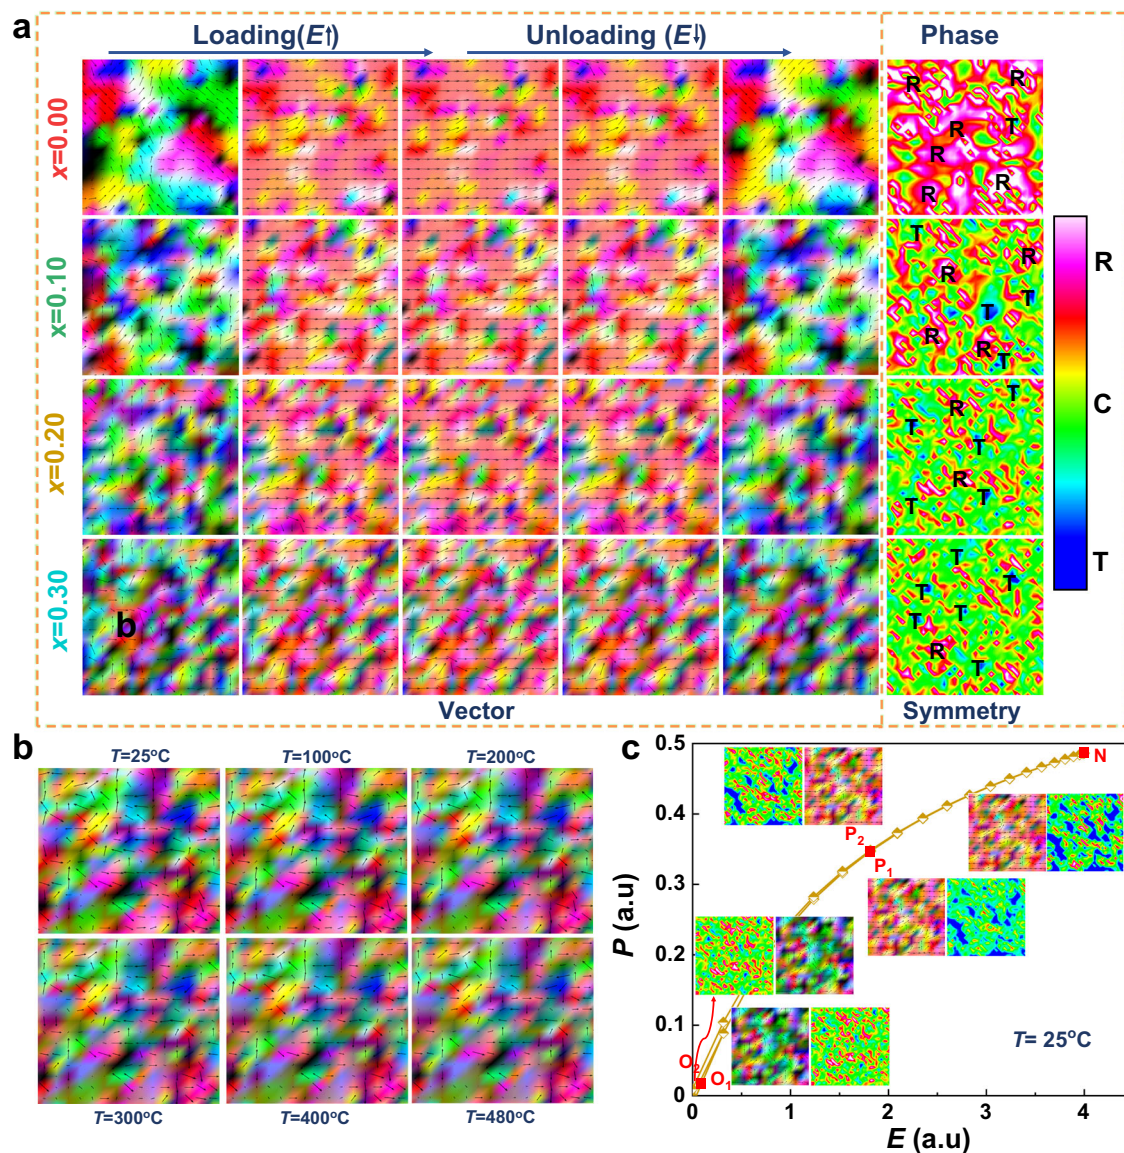 a
Loading(E↑)
Unloading (E↓)
Phase
x=0.00
R
R
R
T
R
R
R
x=0.10
T
R
R
T
T
R
R
T
R
C
T
x=0.20
T
R
T
T
R
T
T
x=0.30
b
T
T
T
T
T
R
T
Vector
Symmetry
b
T=25°C
T=100°C
T=200°C
T=300°C
T=400°C
T=480°C
c
0.5
0.4
0.3
0.2
0.1
0
P (a.u)
N
P2
P1
O2
O1
T= 25°C
0
1
2
3
4
E (a.u)